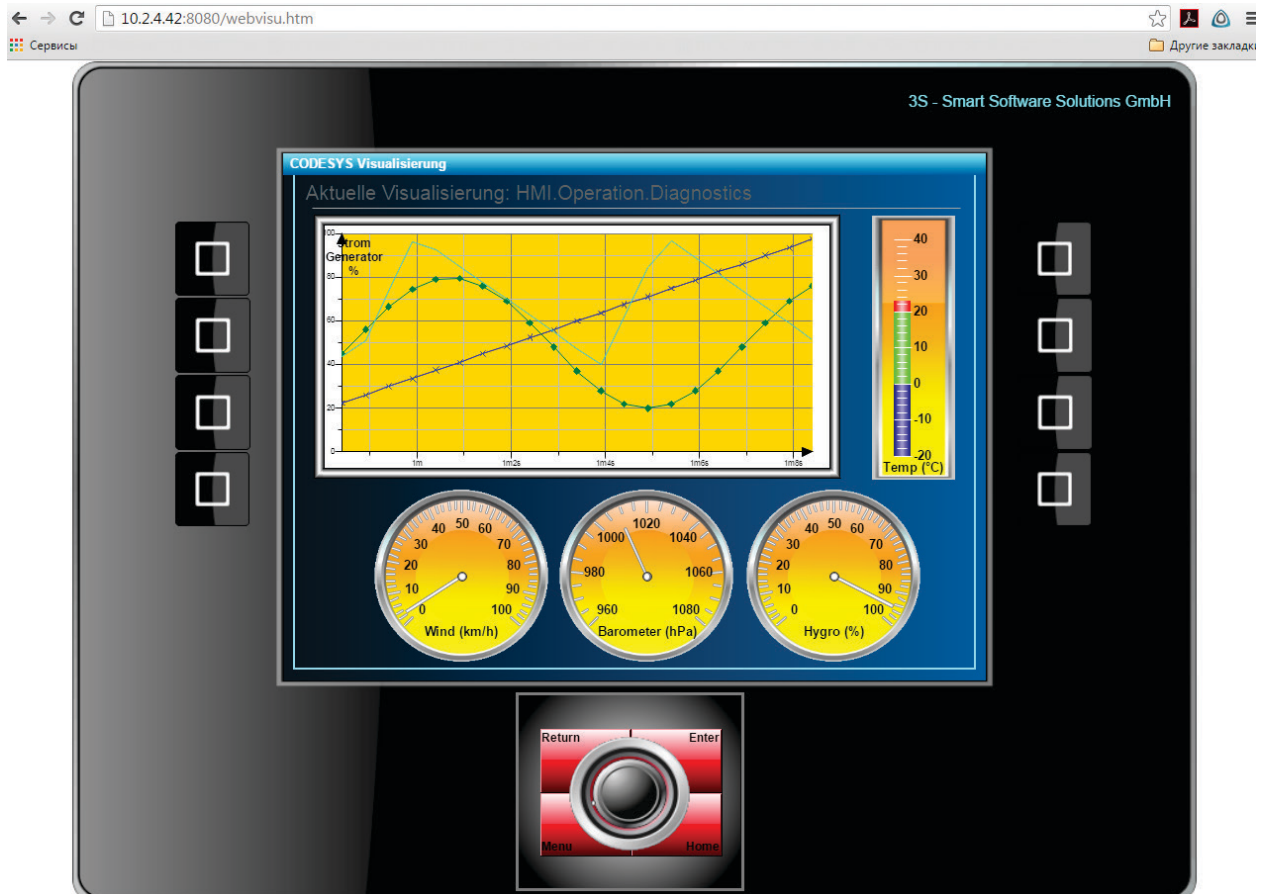 10.2.4.42:8080/webvisu.htm
Сервисы
Другие закладки
3S - Smart Software Solutions GmbH
CODESYS Visualisierung
Aktuelle Visualisierung: HMI.Operation.Diagnostics
Strom
Generator
%
100
80
60
40
20
0
1m
1m2s
1m4s
1m6s
1m8s
40
30
20
10
0
-10
-20
Temp (°C)
0 10 20 30 40 50 60 70 80 90 100
Wind (km/h)
960 980 1000 1020 1040 1060 1080
Barometer (hPa)
0 10 20 30 40 50 60 70 80 90 100
Hygro (%)
Return
Enter
Menu
Home